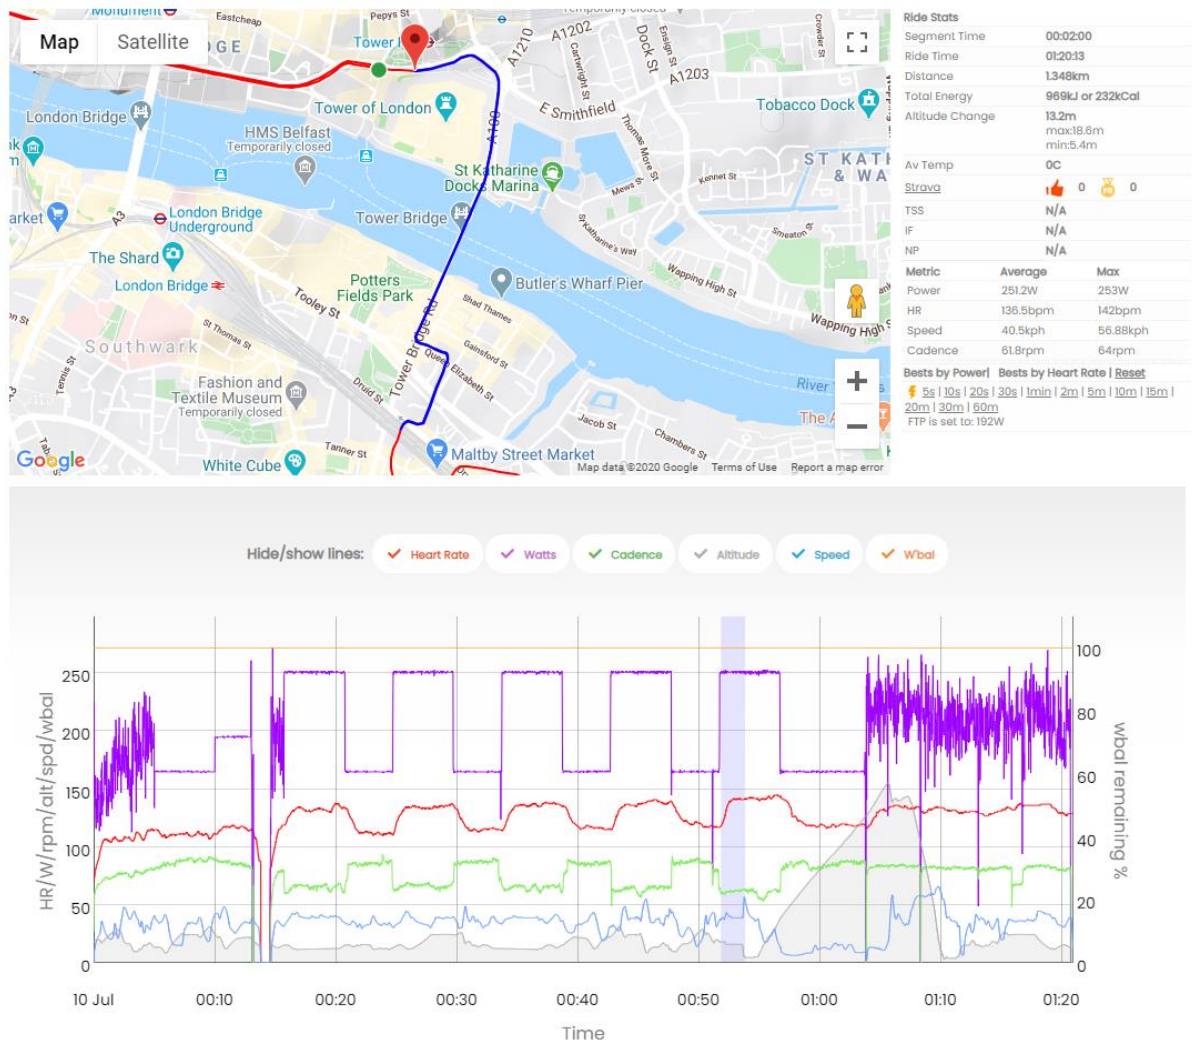 Monument
Eastcheap
Pepys St
Temporarily closed
Map
Satellite
DGE
Tower
A1210
A1202
Dock St
Ensign St
Cartwright St
Crowder St
A1203
London Bridge
Tower of London
E Smithfield
Tobacco Dock
HMS Belfast
Temporarily closed
A100
Thomas More St
St Katharine
Docks Marina
Mews St
Kennet St
ST KATH
& WA
arket
A3
London Bridge
Underground
Tower Bridge
St Katharine's Way
Smeaton St
The Shard
London Bridge
Potters
Fields Park
Butler's Wharf Pier
Wapping High St
Tooley St
Shad Thames
Wapping High S
St Thomas St
Southwark
Tower Bridge Rd
Gainsford St
Queen Elizabeth St
Tennis St
Fashion and
Textile Museum
Temporarily closed
Druid St
River
Jacob St
The A
Chambers St
Tanner St
White Cube
Maltby Street Market
Google
Map data ©2020 Google
Terms of Use
Report a map error
Ride Stats
Segment Time 00:02:00
Ride Time 01:20:13
Distance 1.348km
Total Energy 969kJ or 232kCal
Altitude Change 13.2m
max:18.6m
min:5.4m
Av Temp 0C
Strava 0 0
TSS N/A
IF N/A
NP N/A
Metric Average Max
Power 251.2W 253W
HR 136.5bpm 142bpm
Speed 40.5kph 56.88kph
Cadence 61.8rpm 64rpm
Bests by Power| Bests by Heart Rate | Reset
5s | 10s | 20s | 30s | 1min | 2m | 5m | 10m | 15m |
20m | 30m | 60m
FTP is set to: 192W
Hide/show lines: Heart Rate Watts Cadence Altitude Speed W'bal
HR/W/rpm/alt/spd/wbal
250
200
150
100
50
0
100
80
60
40
20
0
wbal remaining %
10 Jul 00:10 00:20 00:30 00:40 00:50 01:00 01:10 01:20
Time